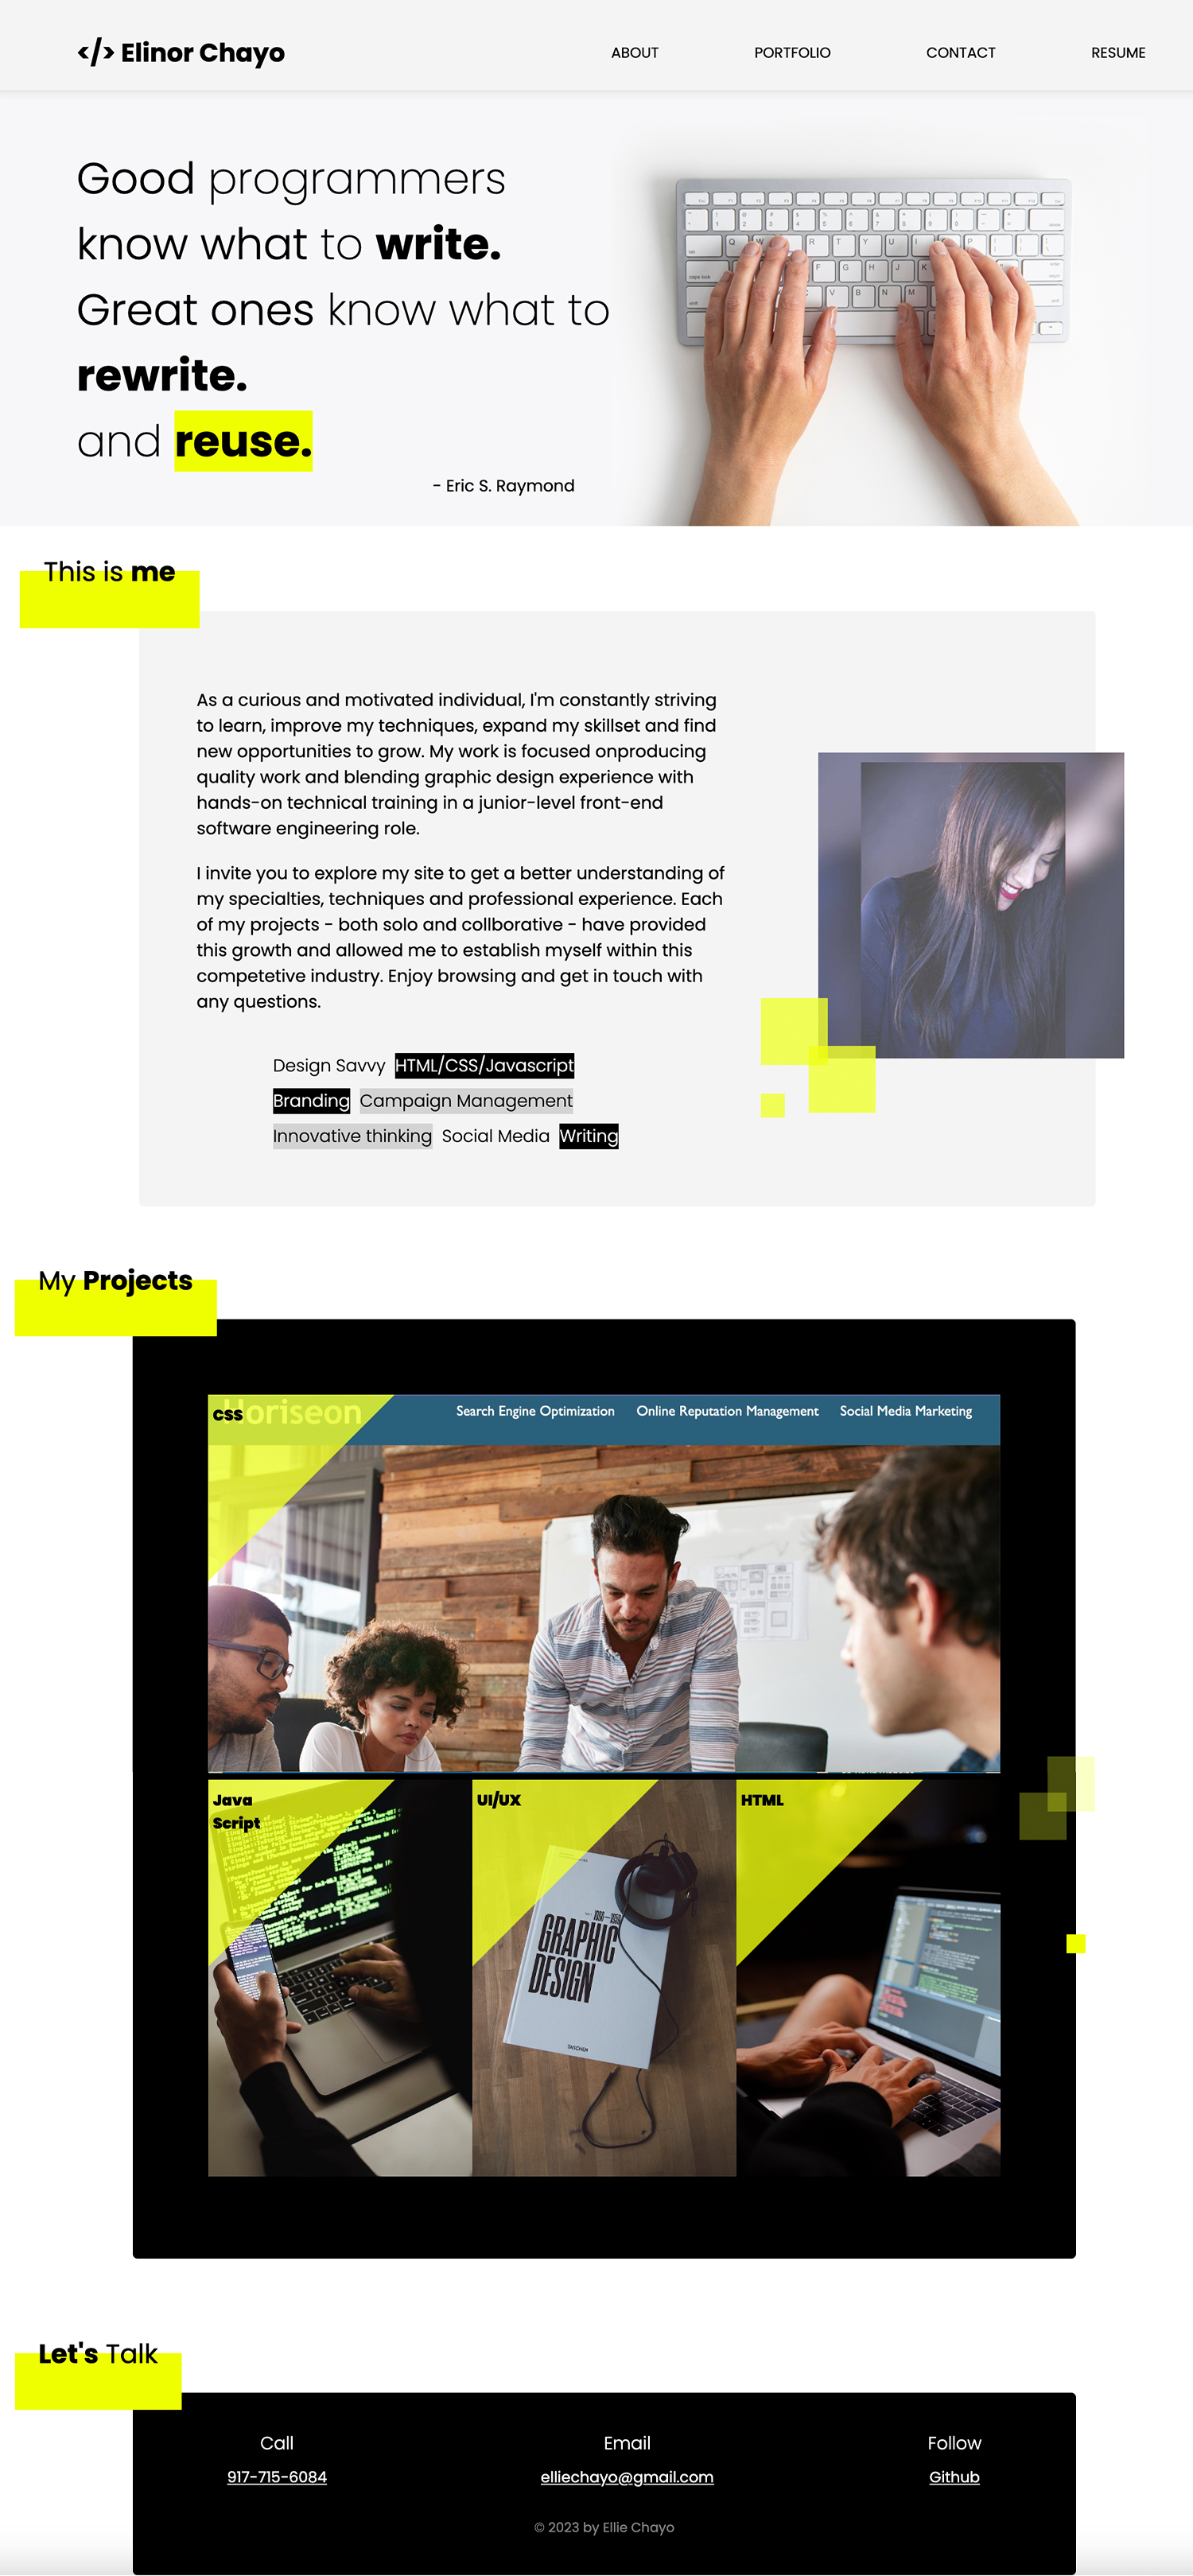 </> Elinor Chayo
ABOUT
PORTFOLIO
CONTACT
RESUME
Good programmers
know what to write.
Great ones know what to
rewrite.
and reuse.
- Eric S. Raymond
This is me
As a curious and motivated individual, I'm constantly striving
to learn, improve my techniques, expand my skillset and find
new opportunities to grow. My work is focused onproducing
quality work and blending graphic design experience with
hands-on technical training in a junior-level front-end
software engineering role.
I invite you to explore my site to get a better understanding of
my specialties, techniques and professional experience. Each
of my projects - both solo and collborative - have provided
this growth and allowed me to establish myself within this
competetive industry. Enjoy browsing and get in touch with
any questions.
Design Savvy HTML/CSS/Javascript
Branding Campaign Management
Innovative thinking Social Media Writing
My Projects
css
Horiseon
Search Engine Optimization
Online Reputation Management
Social Media Marketing
Java
Script
UI/UX
HTML
GRAPHIC
DESIGN
TASCHEN
Let's Talk
Call
917-715-6084
Email
elliechayo@gmail.com
Follow
Github
© 2023 by Ellie Chayo